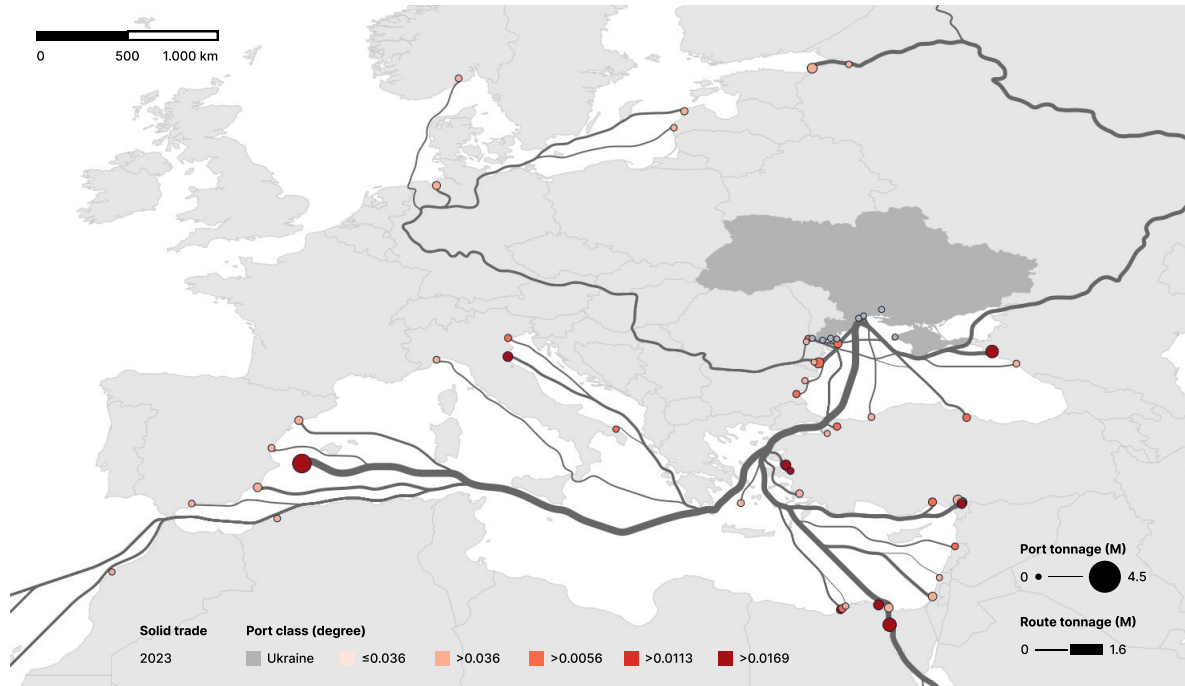 0 500 1.000 km
Port tonnage (M)
0 4.5
Route tonnage (M)
0 1.6
Solid trade Port class (degree)
2023 Ukraine ≤0.036 >0.036 >0.0056 >0.0113 >0.0169